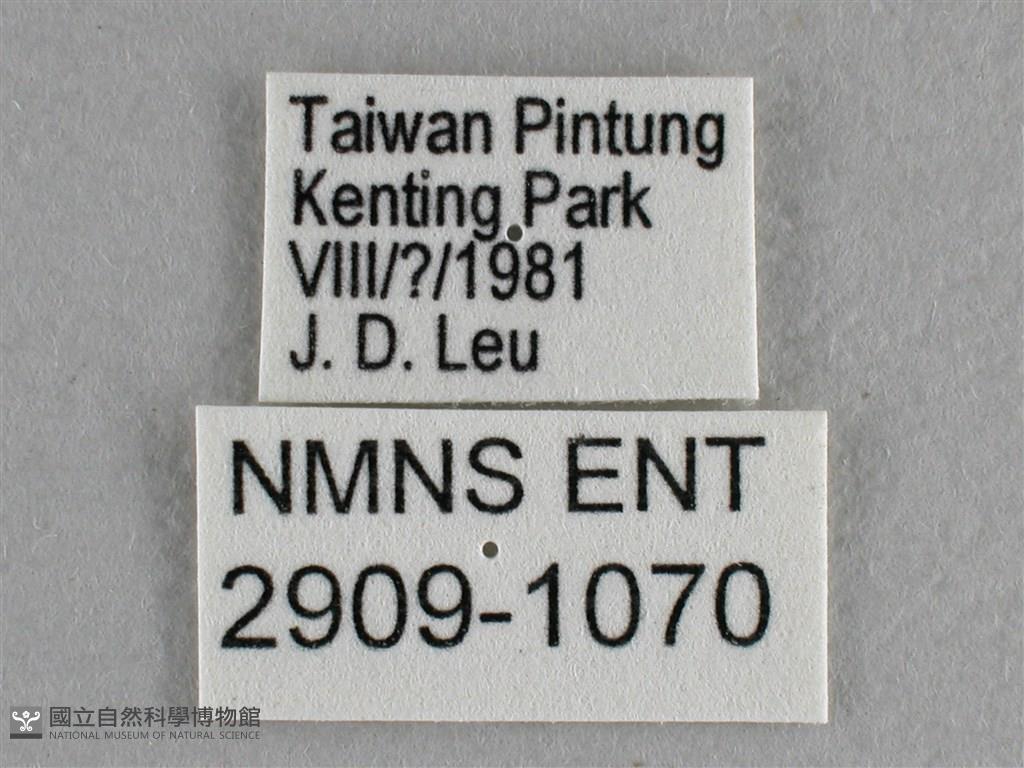 Taiwan Pintung
Kenting Park
VIII/?/1981
J. D. Leu
NMNS ENT
2909-1070
國立自然科學博物館
NATIONAL MUSEUM OF NATURAL SCIENCE